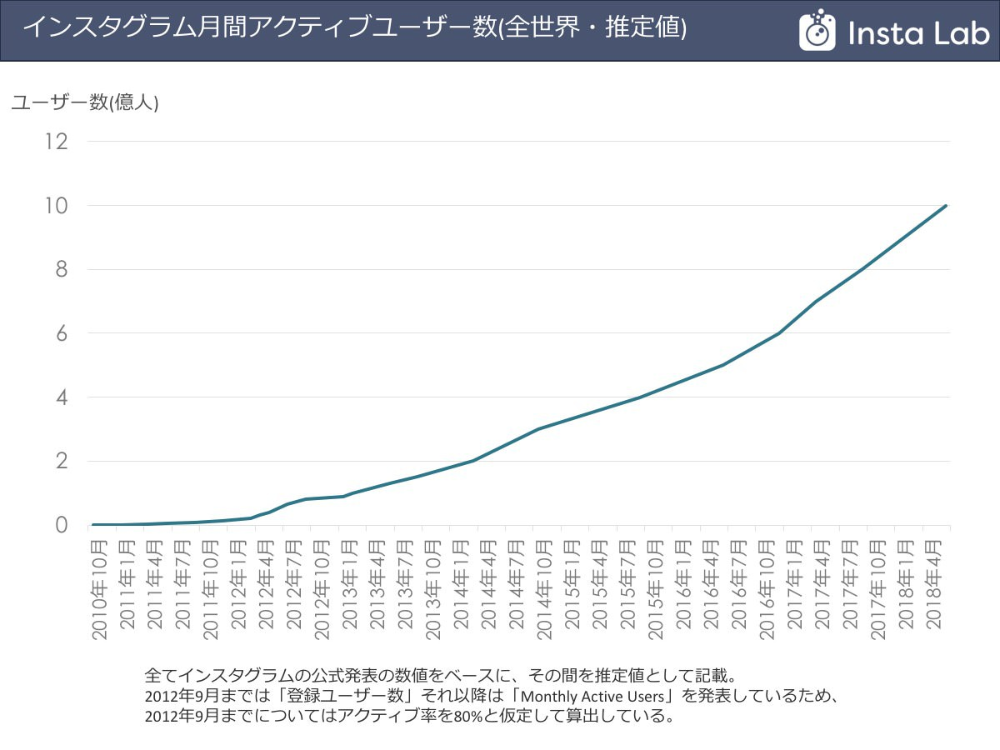 インスタグラム月間アクティブユーザー数(全世界・推定値)
Insta Lab
ユーザー数(億人)
12
10
8
6
4
2
0
2010年10月
2011年1月
2011年4月
2011年7月
2011年10月
2012年1月
2012年4月
2012年7月
2012年10月
2013年1月
2013年4月
2013年7月
2013年10月
2014年1月
2014年4月
2014年7月
2014年10月
2015年1月
2015年4月
2015年7月
2015年10月
2016年1月
2016年4月
2016年7月
2016年10月
2017年1月
2017年4月
2017年7月
2017年10月
2018年1月
2018年4月
全てインスタグラムの公式発表の数値をベースに、その間を推定値として記載。
2012年9月までは「登録ユーザー数」それ以降は「Monthly Active Users」を発表しているため、
2012年9月までについてはアクティブ率を80%と仮定して算出している。